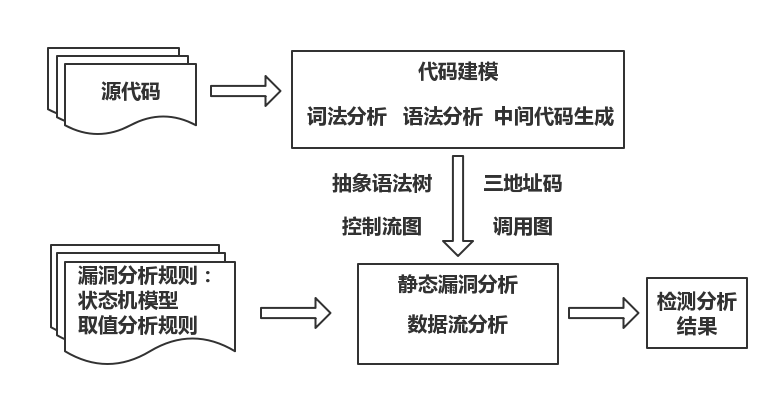 源代码
代码建模
词法分析 语法分析 中间代码生成
抽象语法树 三地址码
控制流图 调用图
漏洞分析规则：
状态机模型
取值分析规则
静态漏洞分析
数据流分析
检测分析
结果